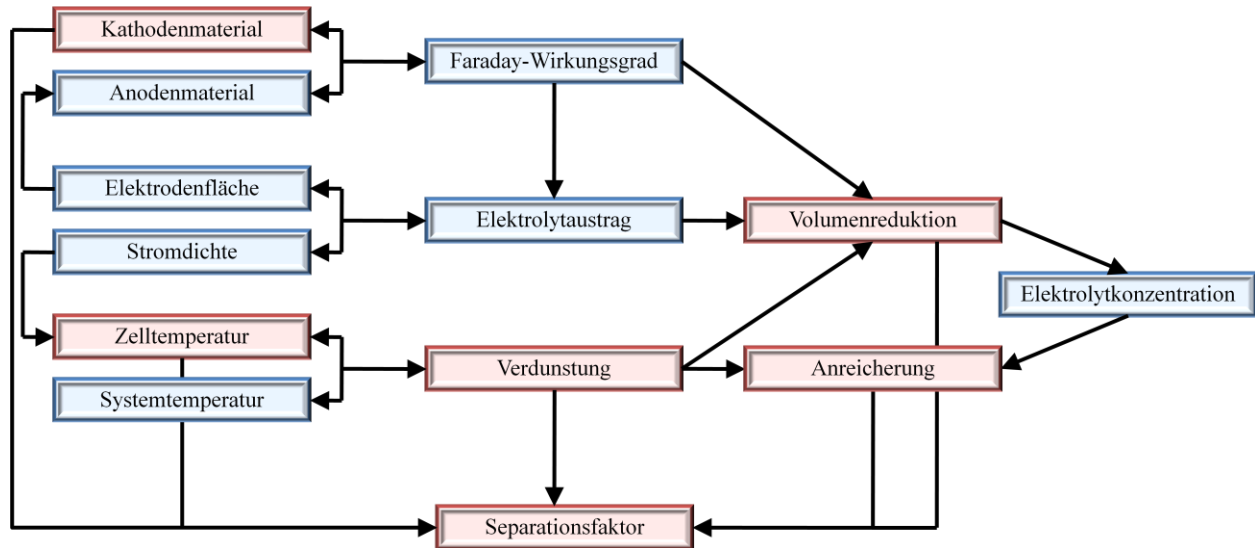 Kathodenmaterial
Faraday-Wirkungsgrad
Anodenmaterial
Elektrodenfläche
Elektrolytaustrag
Volumenreduktion
Stromdichte
Elektrolytkonzentration
Zelltemperatur
Verdunstung
Anreicherung
Systemtemperatur
Separationsfaktor